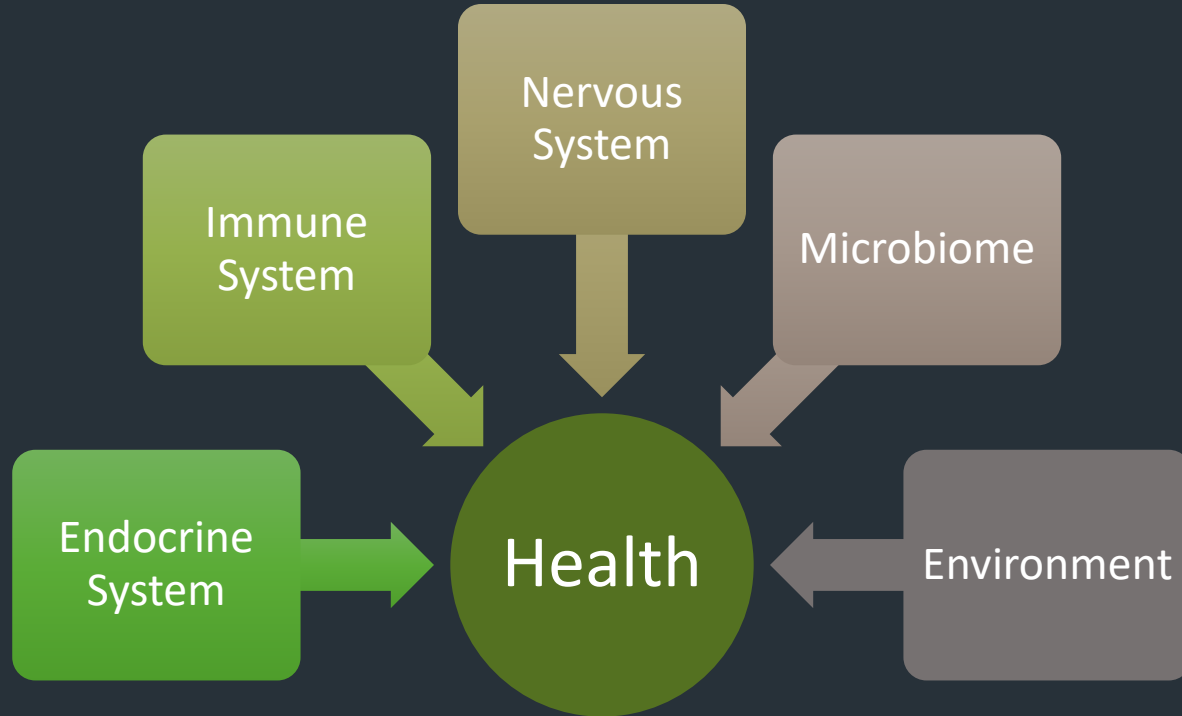 Nervous
System
Immune
System
Microbiome
Endocrine
System
Health
Environment